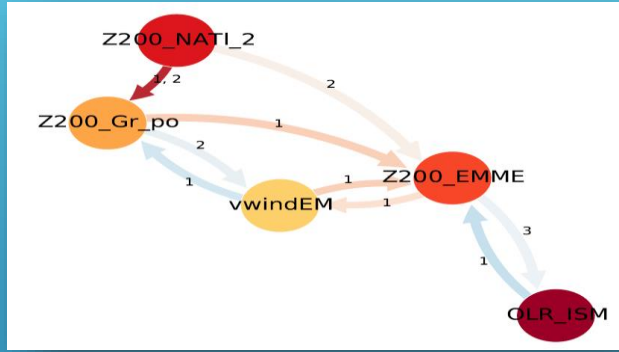 Z200_NATI_2
1, 2
2
Z200_Gr_po
1
2
Z200_EMME
1
1
1
vwindEM
3
1
OLR_ISM